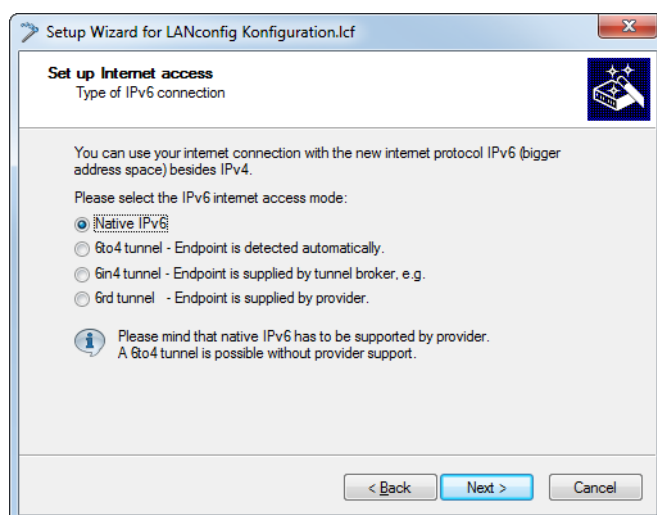 Setup Wizard for LANconfig Konfiguration.lcf
Set up Internet access
Type of IPv6 connection
You can use your internet connection with the new internet protocol IPv6 (bigger
address space) besides IPv4.
Please select the IPv6 internet access mode:
Native IPv6
6to4 tunnel - Endpoint is detected automatically.
6in4 tunnel - Endpoint is supplied by tunnel broker, e.g.
6rd tunnel - Endpoint is supplied by provider.
Please mind that native IPv6 has to be supported by provider.
A 6to4 tunnel is possible without provider support.
< Back Next > Cancel